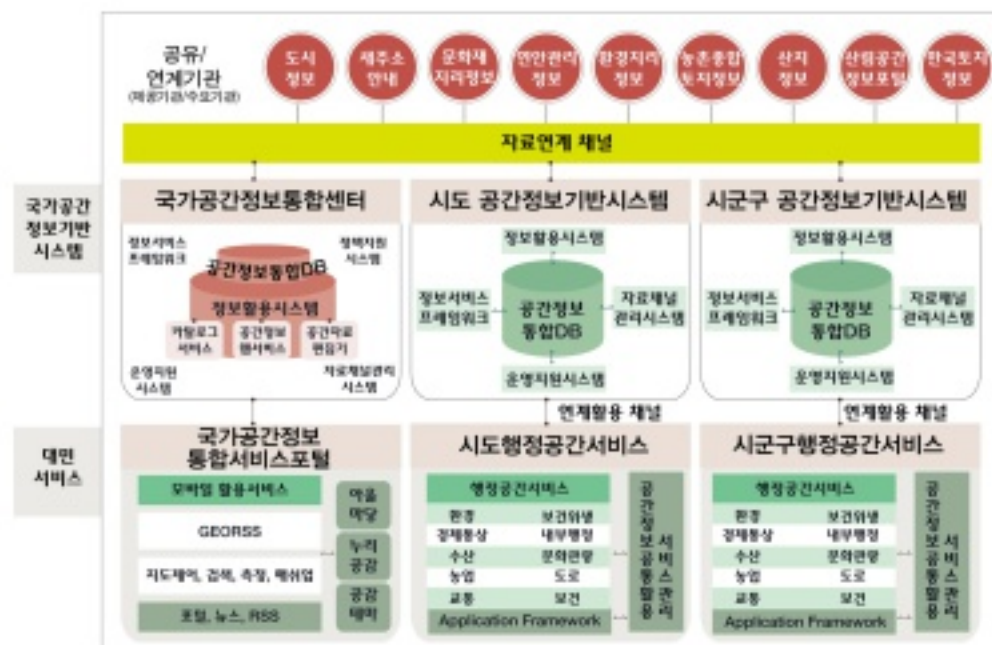 공유/
연계기관
(제공기관/수요기관)
도시
정보
새주소
안내
문화재
지리정보
연안관리
정보
환경지리
정보
농촌종합
토지정보
산지
정보
산림공간
정보포털
한국토지
정보
자료연계 채널
국가공간
정보기반
시스템
국가공간정보통합센터
정보서비스
프레임워크
정책지원
시스템
공간정보통합DB
정보활용시스템
카탈로그
서비스
공간정보
웹서비스
공간자료
편집기
운영지원
시스템
자료채널관리
시스템
시도 공간정보기반시스템
정보활용시스템
정보서비스
프레임워크
공간정보
통합DB
자료채널
관리시스템
운영지원시스템
시군구 공간정보기반시스템
정보활용시스템
정보서비스
프레임워크
공간정보
통합DB
자료채널
관리시스템
운영지원시스템
연계활용 채널
연계활용 채널
대민
서비스
국가공간정보
통합서비스포털
모바일 활용서비스
GEORSS
지도제어, 검색, 측정, 매쉬업
포털, 뉴스, RSS
마을
마당
누리
공감
공감
테마
시도행정공간서비스
행정공간서비스
환경 보건위생
경제통상 내부행정
수산 문화관광
농업 도로
교통 보건
Application Framework
공간정보공통활용
서비스관리
시군구행정공간서비스
행정공간서비스
환경 보건위생
경제통상 내부행정
수산 문화관광
농업 도로
교통 보건
Application Framework
공간정보공통활용
서비스관리